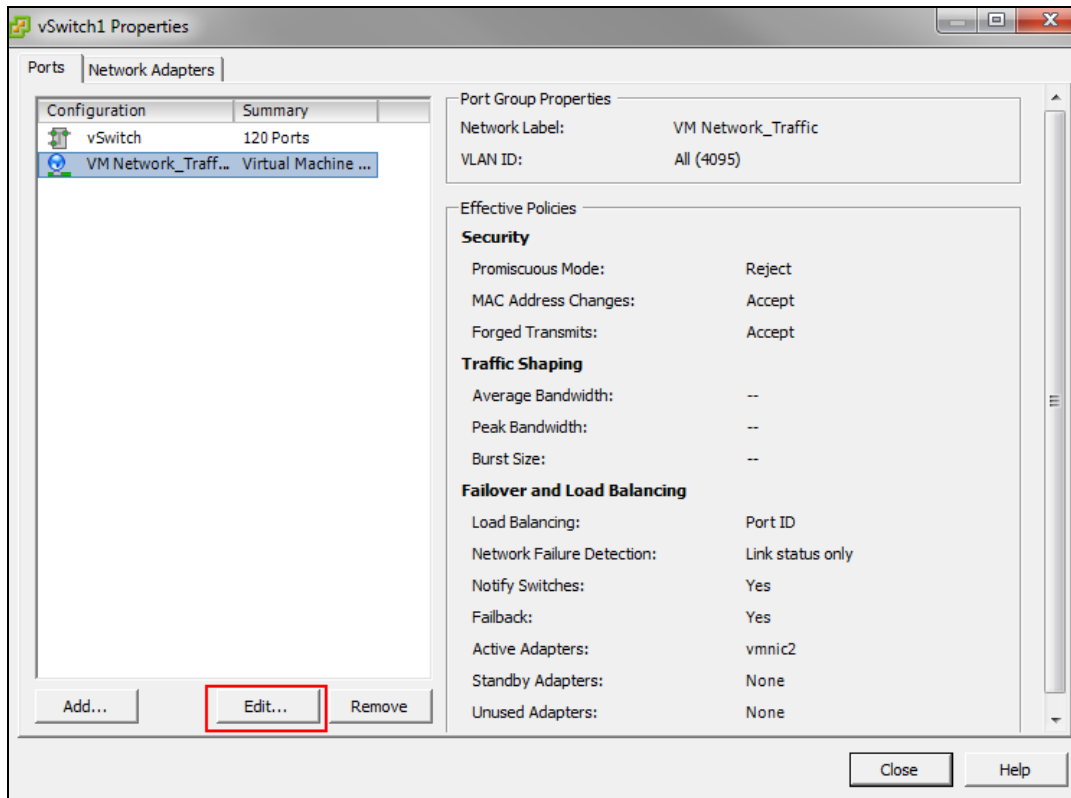 vSwitch1 Properties
Ports Network Adapters
Configuration Summary
vSwitch 120 Ports
VM Network_Traff... Virtual Machine ...
Add... Edit... Remove
Port Group Properties
Network Label: VM Network_Traffic
VLAN ID: All (4095)
Effective Policies
Security
Promiscuous Mode: Reject
MAC Address Changes: Accept
Forged Transmits: Accept
Traffic Shaping
Average Bandwidth: --
Peak Bandwidth: --
Burst Size: --
Failover and Load Balancing
Load Balancing: Port ID
Network Failure Detection: Link status only
Notify Switches: Yes
Failback: Yes
Active Adapters: vmnic2
Standby Adapters: None
Unused Adapters: None
Close Help